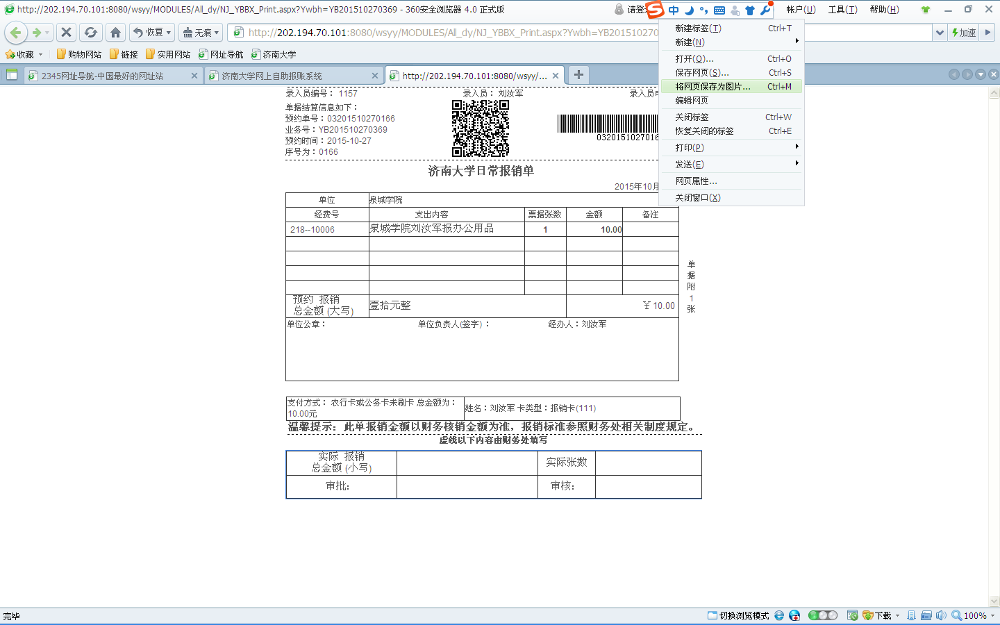 http://202.194.70.101:8080/wsyy/MODULES/All_dy/NJ_YBBX_Print.aspx?Ywbh=YB201510270369 - 360安全浏览器 4.0 正式版
请登
中
帐户(U) 工具(T) 帮助(H)
恢复 无痕 http://202.194.70.101:8080/wsyy/MODULES/All_dy/NJ_YBBX_Print.aspx?Ywbh=YB20151027 加速
收藏 购物网站 链接 实用网站 网址导航 济南大学
2345网址导航-中国最好的网址站 济南大学网上自助报账系统 http://202.194.70.101:8080/wsyy/...
新建标签(T) Ctrl+T
新建(N)
打开(O)... Ctrl+O
保存网页(S)... Ctrl+S
将网页保存为图片... Ctrl+M
编辑网页
关闭标签 Ctrl+W
恢复关闭的标签 Ctrl+E
打印(P)
发送(E)
网页属性...
关闭窗口(X)
录入员编号： 1157 录入员： 刘汝军 录入员
单据结算信息如下：
预约单号：03201510270166
业务号：YB201510270369
预约时间：2015-10-27
序号为：0166
032015102701
济南大学日常报销单
2015年10月
单位 泉城学院
经费号 支出内容 票据张数 金额 备注
218--10006 泉城学院刘汝军报办公用品 1 10.00
预约 报销
总金额 (大写) 壹拾元整 ￥10.00
单据附1张
单位公章： 单位负责人(签字)： 经办人：刘汝军
支付方式： 农行卡或公务卡未刷卡 总金额为：
10.00元
姓名：刘汝军 卡类型：报销卡(111)
温馨提示：此单报销金额以财务核销金额为准，报销标准参照财务处相关制度规定。
虚线以下内容由财务处填写
实际 报销
总金额 (小写) 实际张数
审批： 审核：
完毕 切换浏览模式 下载 100%